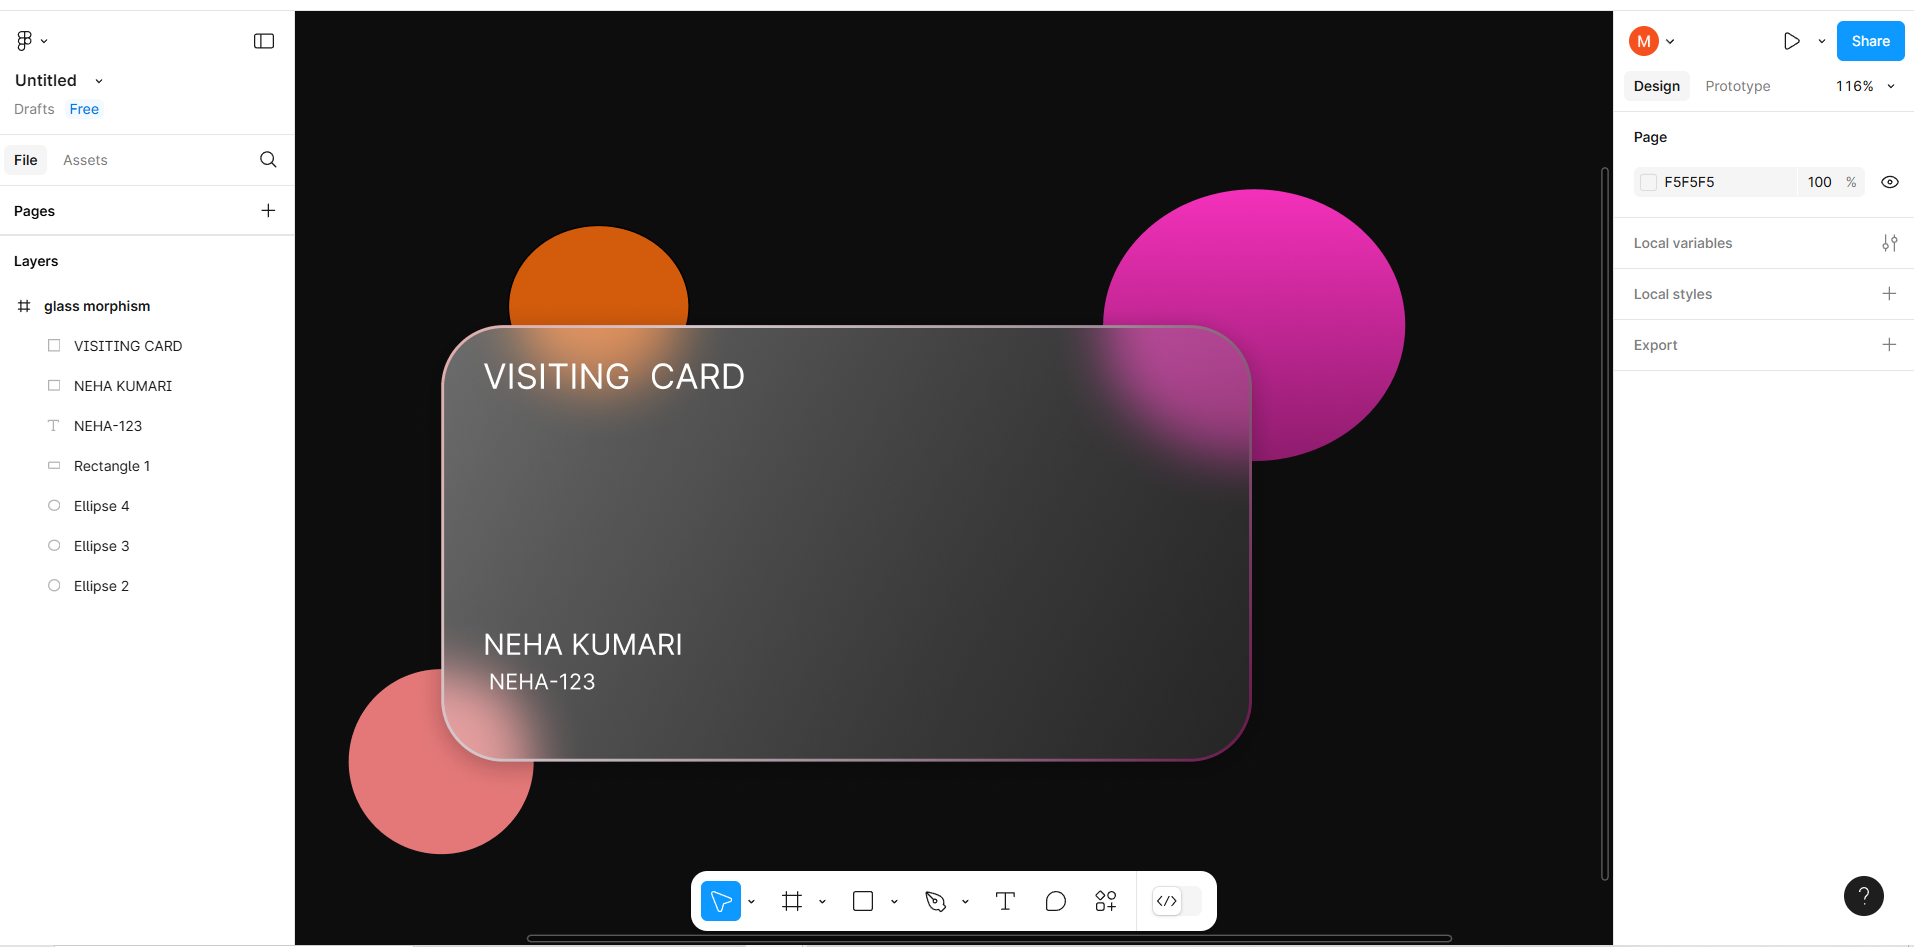 Untitled
Drafts Free
File Assets
Pages
Layers
glass morphism
VISITING CARD
NEHA KUMARI
NEHA-123
Rectangle 1
Ellipse 4
Ellipse 3
Ellipse 2
VISITING CARD
NEHA KUMARI
NEHA-123
M
Share
Design Prototype 116%
Page
F5F5F5 100 %
Local variables
Local styles
Export
?